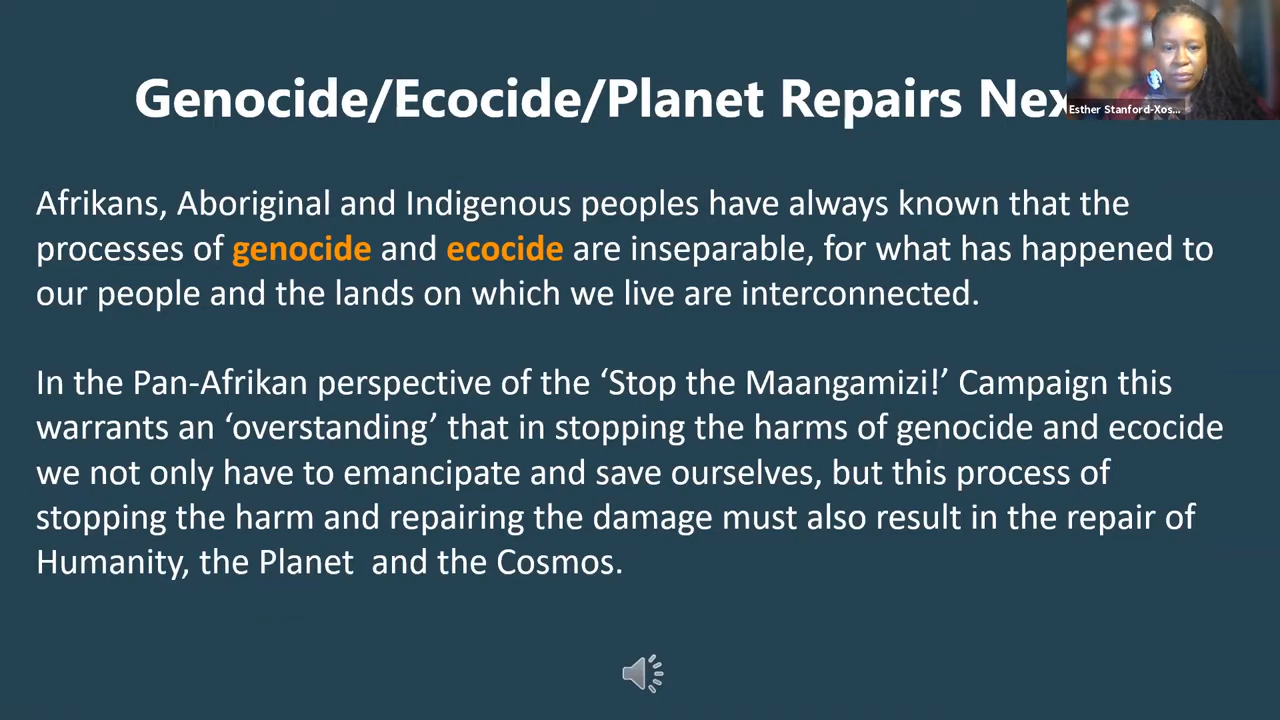 Genocide/Ecocide/Planet Repairs Nex
Esther Stanford-Xos...
Afrikans, Aboriginal and Indigenous peoples have always known that the
processes of genocide and ecocide are inseparable, for what has happened to
our people and the lands on which we live are interconnected.
In the Pan-Afrikan perspective of the ‘Stop the Maangamizi!’ Campaign this
warrants an ‘overstanding’ that in stopping the harms of genocide and ecocide
we not only have to emancipate and save ourselves, but this process of
stopping the harm and repairing the damage must also result in the repair of
Humanity, the Planet  and the Cosmos.